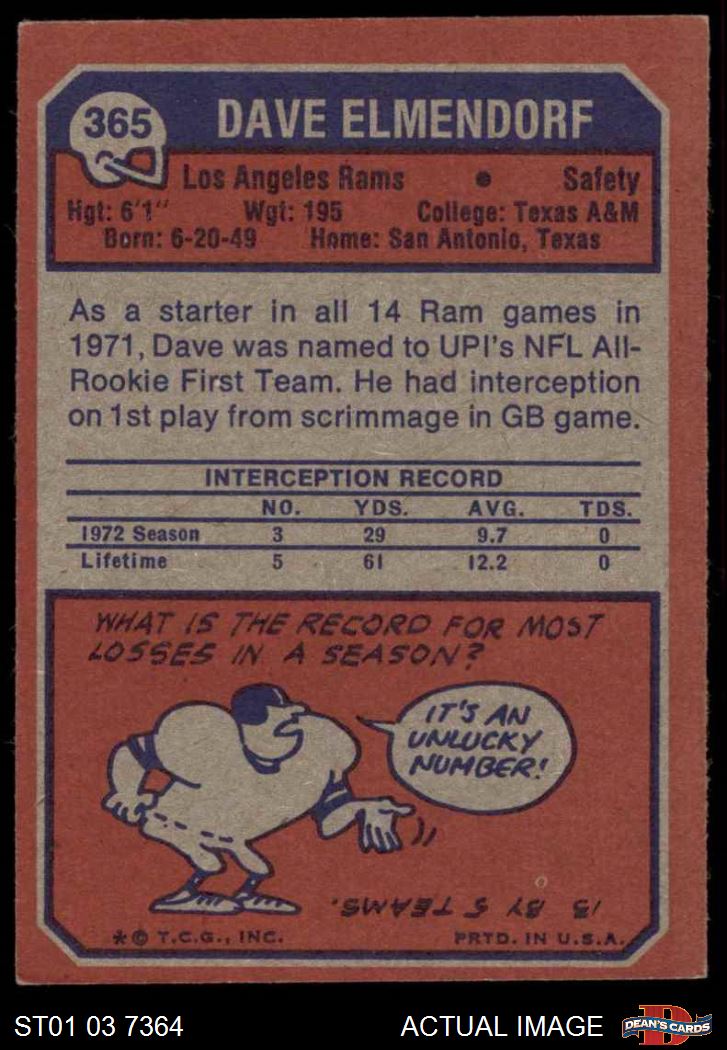 365
DAVE ELMENDORF
Los Angeles Rams • Safety
Hgt: 6'1" Wgt: 195 College: Texas A&M
Born: 6-20-49 Home: San Antonio, Texas
As a starter in all 14 Ram games in
1971, Dave was named to UPI's NFL All-
Rookie First Team. He had interception
on 1st play from scrimmage in GB game.
INTERCEPTION RECORD
NO. YDS. AVG. TDS.
1972 Season 3 29 9.7 0
Lifetime 5 61 12.2 0
WHAT IS THE RECORD FOR MOST
LOSSES IN A SEASON?
IT'S AN
UNLUCKY
NUMBER!
13 BY 5 TEAMS.
*© T.C.G., INC. PRTD. IN U.S.A.
ST01 03 7364 ACTUAL IMAGE
D
DEAN'S CARDS